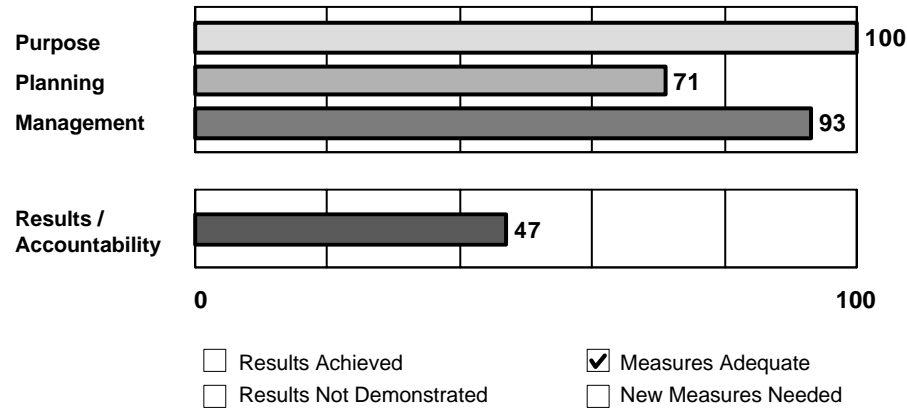 Purpose 100
Planning 71
Management 93
Results /
Accountability 47
0 100
Results Achieved Measures Adequate
Results Not Demonstrated New Measures Needed